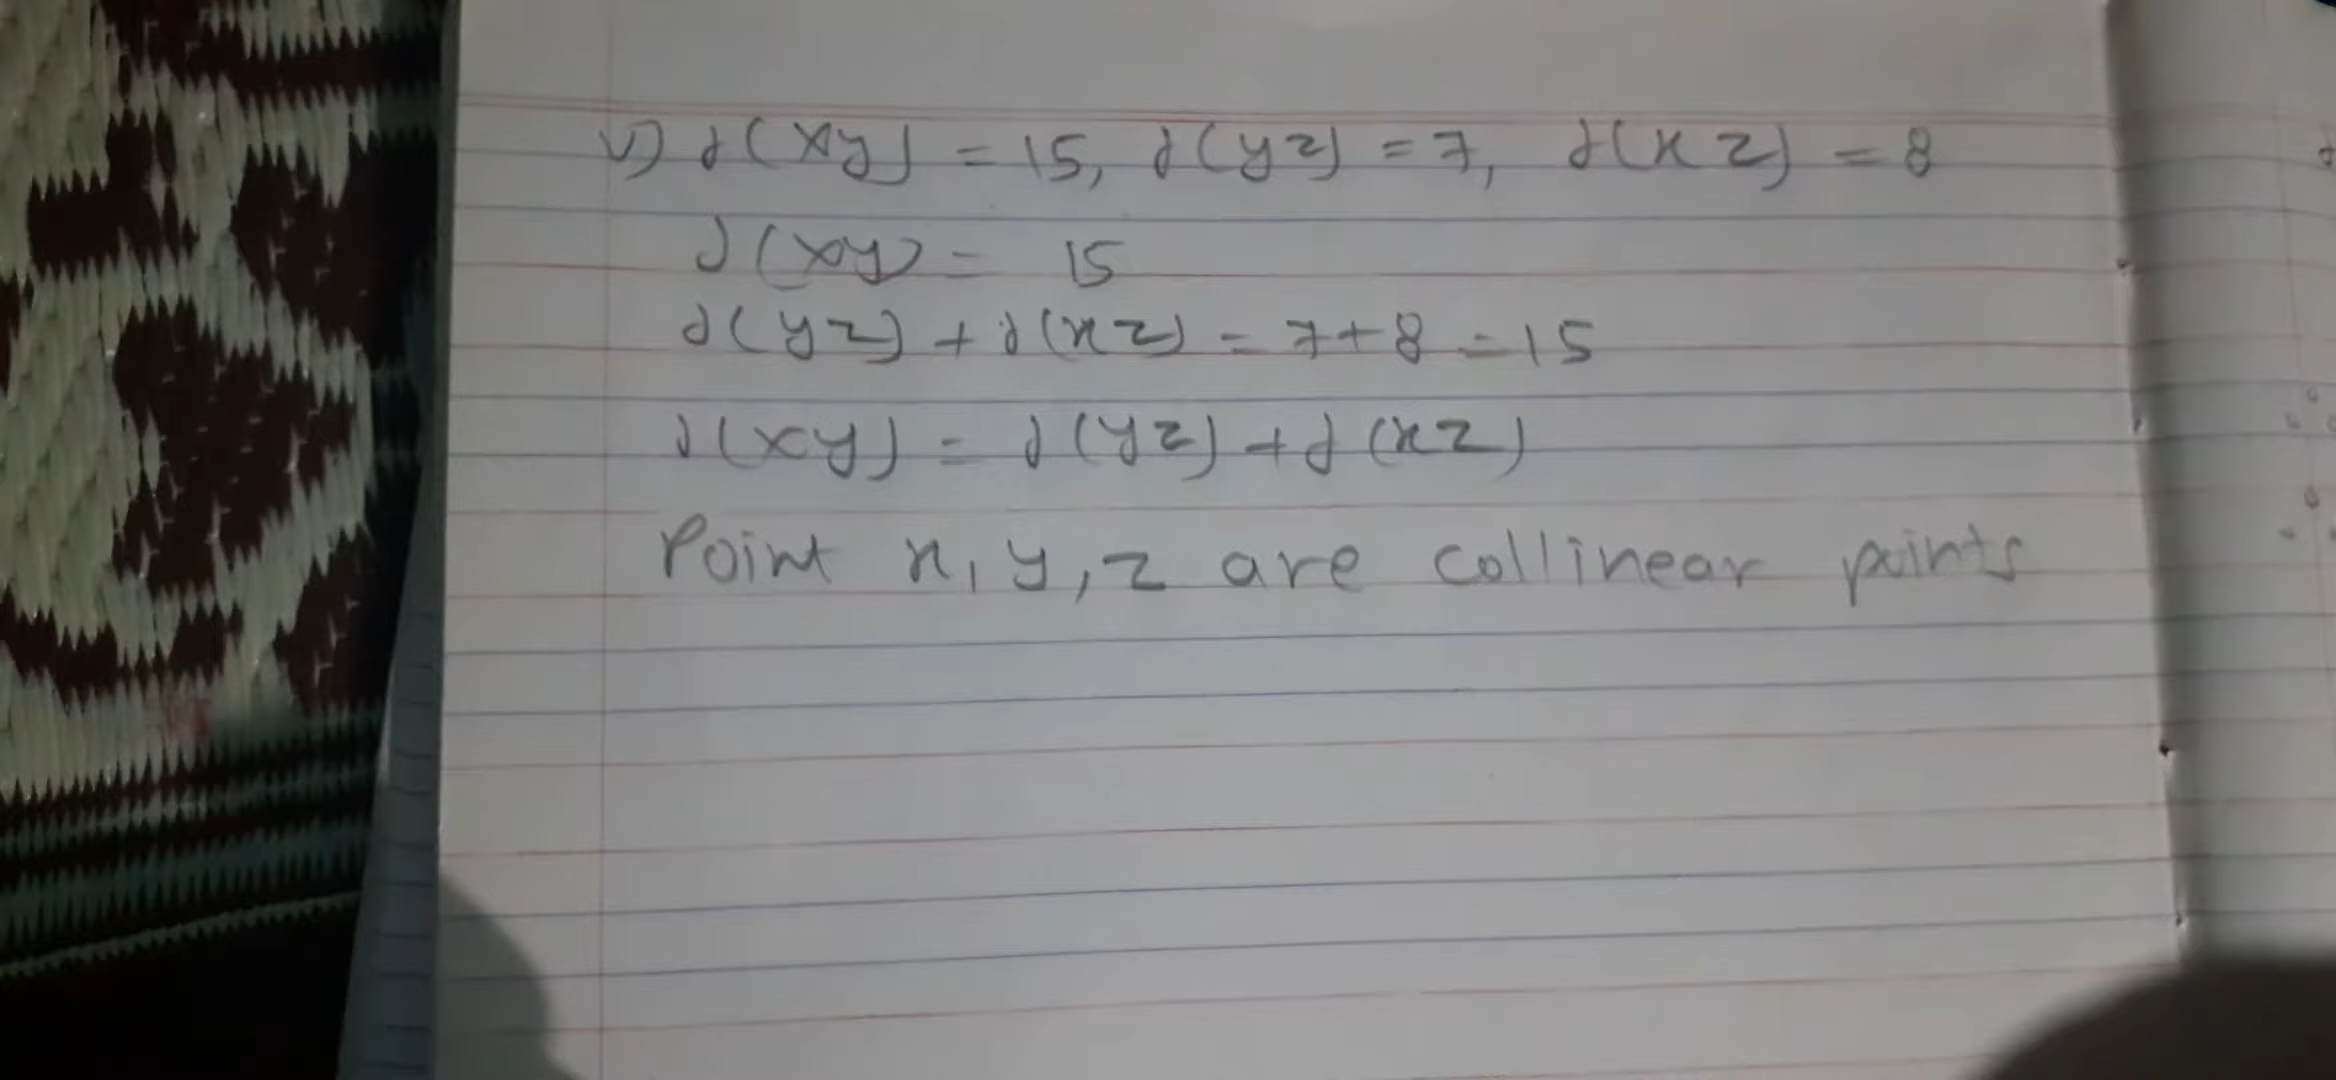 v) d(xy) = 15, d(yz) = 7, d(xz) = 8
d(xy) = 15
d(yz) + d(xz) = 7+8 = 15
d(xy) = d(yz) + d(xz)
Point x, y, z are collinear points